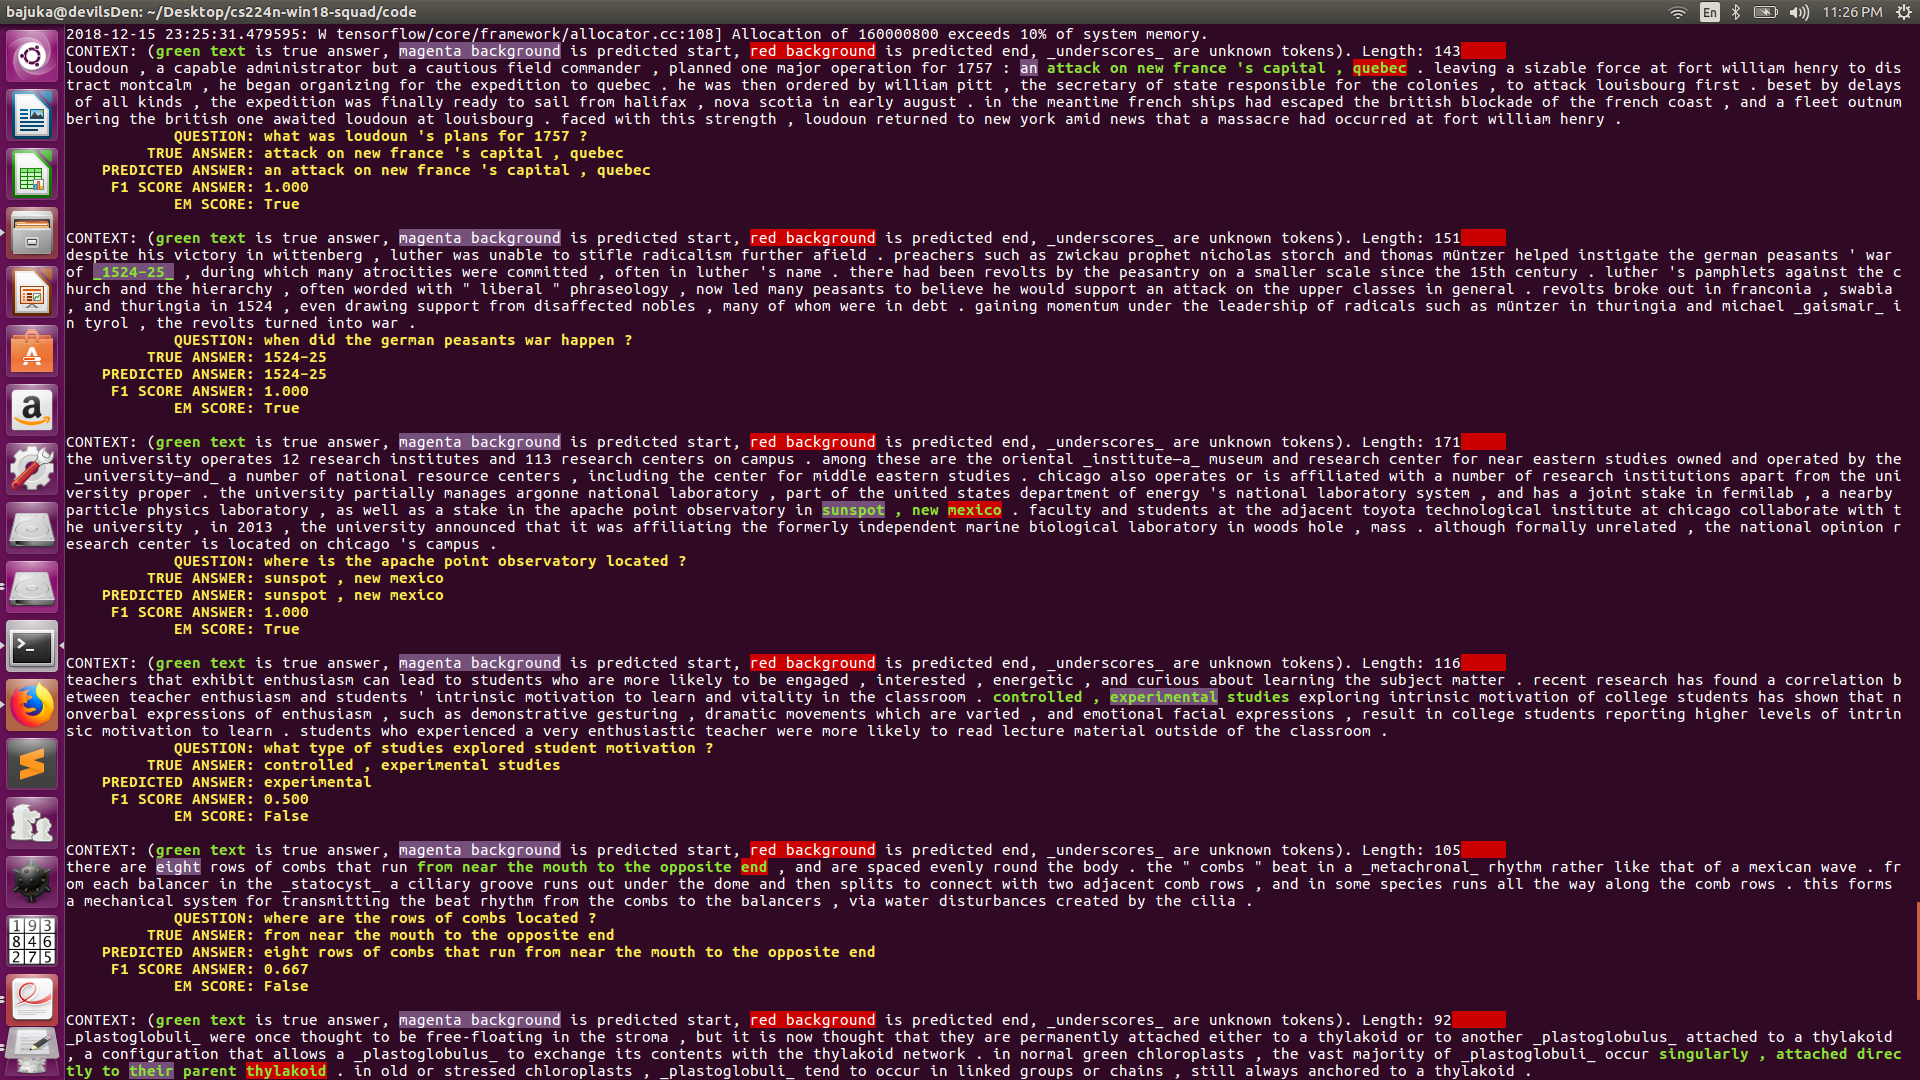 bajuka@devilsDen: ~/Desktop/cs224n-win18-squad/code
En
11:26 PM
2018-12-15 23:25:31.479595: W tensorflow/core/framework/allocator.cc:108] Allocation of 160000800 exceeds 10% of system memory.
CONTEXT: (green text is true answer, magenta background is predicted start, red background is predicted end, _underscores_ are unknown tokens). Length: 143
loudoun , a capable administrator but a cautious field commander , planned one major operation for 1757 : an attack on new france 's capital , quebec . leaving a sizable force at fort william henry to dis
tract montcalm , he began organizing for the expedition to quebec . he was then ordered by william pitt , the secretary of state responsible for the colonies , to attack louisbourg first . beset by delays
of all kinds , the expedition was finally ready to sail from halifax , nova scotia in early august . in the meantime french ships had escaped the british blockade of the french coast , and a fleet outnum
bering the british one awaited loudoun at louisbourg . faced with this strength , loudoun returned to new york amid news that a massacre had occurred at fort william henry .
QUESTION: what was loudoun 's plans for 1757 ?
TRUE ANSWER: attack on new france 's capital , quebec
PREDICTED ANSWER: an attack on new france 's capital , quebec
F1 SCORE ANSWER: 1.000
EM SCORE: True
CONTEXT: (green text is true answer, magenta background is predicted start, red background is predicted end, _underscores_ are unknown tokens). Length: 151
despite his victory in wittenberg , luther was unable to stifle radicalism further afield . preachers such as zwickau prophet nicholas storch and thomas müntzer helped instigate the german peasants ' war
of _1524-25_ , during which many atrocities were committed , often in luther 's name . there had been revolts by the peasantry on a smaller scale since the 15th century . luther 's pamphlets against the c
hurch and the hierarchy , often worded with " liberal " phraseology , now led many peasants to believe he would support an attack on the upper classes in general . revolts broke out in franconia , swabia
, and thuringia in 1524 , even drawing support from disaffected nobles , many of whom were in debt . gaining momentum under the leadership of radicals such as müntzer in thuringia and michael _gaismair_ i
n tyrol , the revolts turned into war .
QUESTION: when did the german peasants war happen ?
TRUE ANSWER: 1524-25
PREDICTED ANSWER: 1524-25
F1 SCORE ANSWER: 1.000
EM SCORE: True
CONTEXT: (green text is true answer, magenta background is predicted start, red background is predicted end, _underscores_ are unknown tokens). Length: 171
the university operates 12 research institutes and 113 research centers on campus . among these are the oriental _institute—a_ museum and research center for near eastern studies owned and operated by the
_university—and_ a number of national resource centers , including the center for middle eastern studies . chicago also operates or is affiliated with a number of research institutions apart from the uni
versity proper . the university partially manages argonne national laboratory , part of the united states department of energy 's national laboratory system , and has a joint stake in fermilab , a nearby
particle physics laboratory , as well as a stake in the apache point observatory in sunspot , new mexico . faculty and students at the adjacent toyota technological institute at chicago collaborate with t
he university , in 2013 , the university announced that it was affiliating the formerly independent marine biological laboratory in woods hole , mass . although formally unrelated , the national opinion r
esearch center is located on chicago 's campus .
QUESTION: where is the apache point observatory located ?
TRUE ANSWER: sunspot , new mexico
PREDICTED ANSWER: sunspot , new mexico
F1 SCORE ANSWER: 1.000
EM SCORE: True
CONTEXT: (green text is true answer, magenta background is predicted start, red background is predicted end, _underscores_ are unknown tokens). Length: 116
teachers that exhibit enthusiasm can lead to students who are more likely to be engaged , interested , energetic , and curious about learning the subject matter . recent research has found a correlation b
etween teacher enthusiasm and students ' intrinsic motivation to learn and vitality in the classroom . controlled , experimental studies exploring intrinsic motivation of college students has shown that n
onverbal expressions of enthusiasm , such as demonstrative gesturing , dramatic movements which are varied , and emotional facial expressions , result in college students reporting higher levels of intrin
sic motivation to learn . students who experienced a very enthusiastic teacher were more likely to read lecture material outside of the classroom .
QUESTION: what type of studies explored student motivation ?
TRUE ANSWER: controlled , experimental studies
PREDICTED ANSWER: experimental
F1 SCORE ANSWER: 0.500
EM SCORE: False
CONTEXT: (green text is true answer, magenta background is predicted start, red background is predicted end, _underscores_ are unknown tokens). Length: 105
there are eight rows of combs that run from near the mouth to the opposite end , and are spaced evenly round the body . the " combs " beat in a _metachronal_ rhythm rather like that of a mexican wave . fr
om each balancer in the _statocyst_ a ciliary groove runs out under the dome and then splits to connect with two adjacent comb rows , and in some species runs all the way along the comb rows . this forms
a mechanical system for transmitting the beat rhythm from the combs to the balancers , via water disturbances created by the cilia .
QUESTION: where are the rows of combs located ?
TRUE ANSWER: from near the mouth to the opposite end
PREDICTED ANSWER: eight rows of combs that run from near the mouth to the opposite end
F1 SCORE ANSWER: 0.667
EM SCORE: False
CONTEXT: (green text is true answer, magenta background is predicted start, red background is predicted end, _underscores_ are unknown tokens). Length: 92
_plastoglobuli_ were once thought to be free-floating in the stroma , but it is now thought that they are permanently attached either to a thylakoid or to another _plastoglobulus_ attached to a thylakoid
, a configuration that allows a _plastoglobulus_ to exchange its contents with the thylakoid network . in normal green chloroplasts , the vast majority of _plastoglobuli_ occur singularly , attached direc
tly to their parent thylakoid . in old or stressed chloroplasts , _plastoglobuli_ tend to occur in linked groups or chains , still always anchored to a thylakoid .
A
a
>_
1 9 3
8 4 6
2 7 5